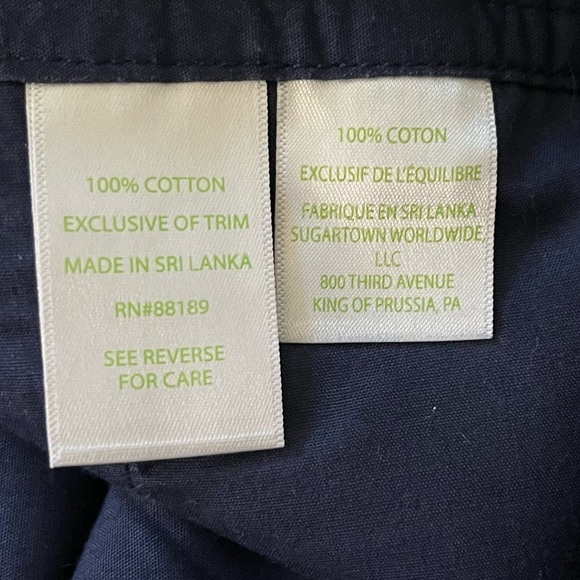 100% COTTON
EXCLUSIVE OF TRIM
MADE IN SRI LANKA
RN#88189
SEE REVERSE
FOR CARE
100% COTON
EXCLUSIF DE L'ÉQUILIBRE
FABRIQUE EN SRI LANKA
SUGARTOWN WORLDWIDE,
LLC
800 THIRD AVENUE
KING OF PRUSSIA, PA